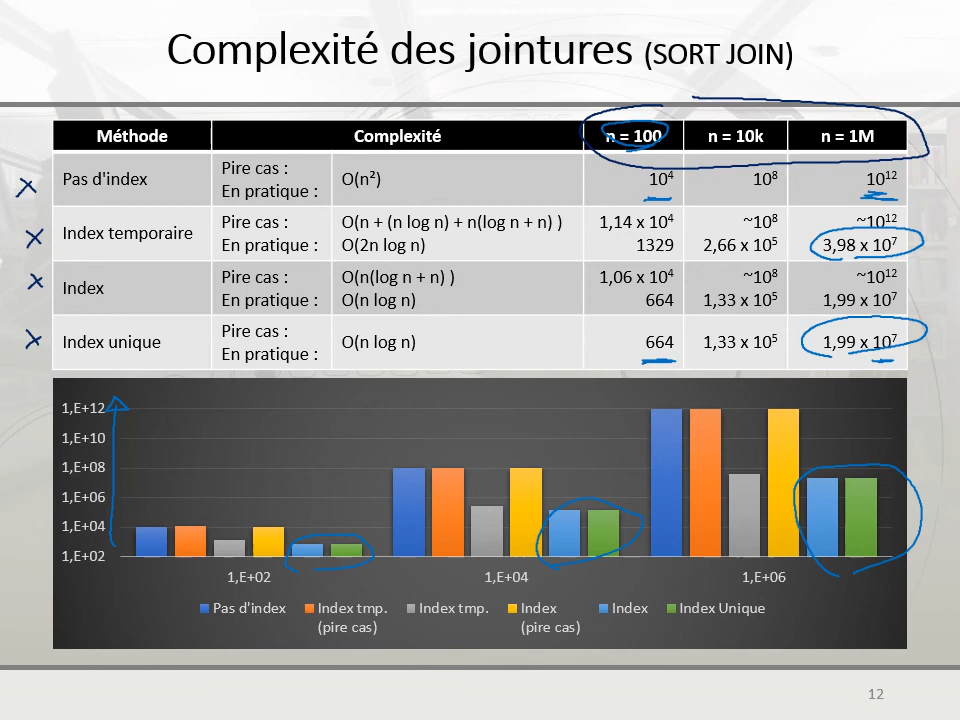 Complexité des jointures (SORT JOIN)
Méthode Complexité n = 100 n = 10k n = 1M
Pas d'index Pire cas : En pratique : O(n²) 10⁴ 10⁸ 10¹²
Index temporaire Pire cas : O(n + (n log n) + n(log n + n) ) 1,14 x 10⁴ ~10⁸ ~10¹²
En pratique : O(2n log n) 1329 2,66 x 10⁵ 3,98 x 10⁷
Index Pire cas : O(n(log n + n) ) 1,06 x 10⁴ ~10⁸ ~10¹²
En pratique : O(n log n) 664 1,33 x 10⁵ 1,99 x 10⁷
Index unique Pire cas : En pratique : O(n log n) 664 1,33 x 10⁵ 1,99 x 10⁷
1,E+12
1,E+10
1,E+08
1,E+06
1,E+04
1,E+02
1,E+02 1,E+04 1,E+06
Pas d'index Index tmp. (pire cas) Index tmp. Index (pire cas) Index Index Unique
12